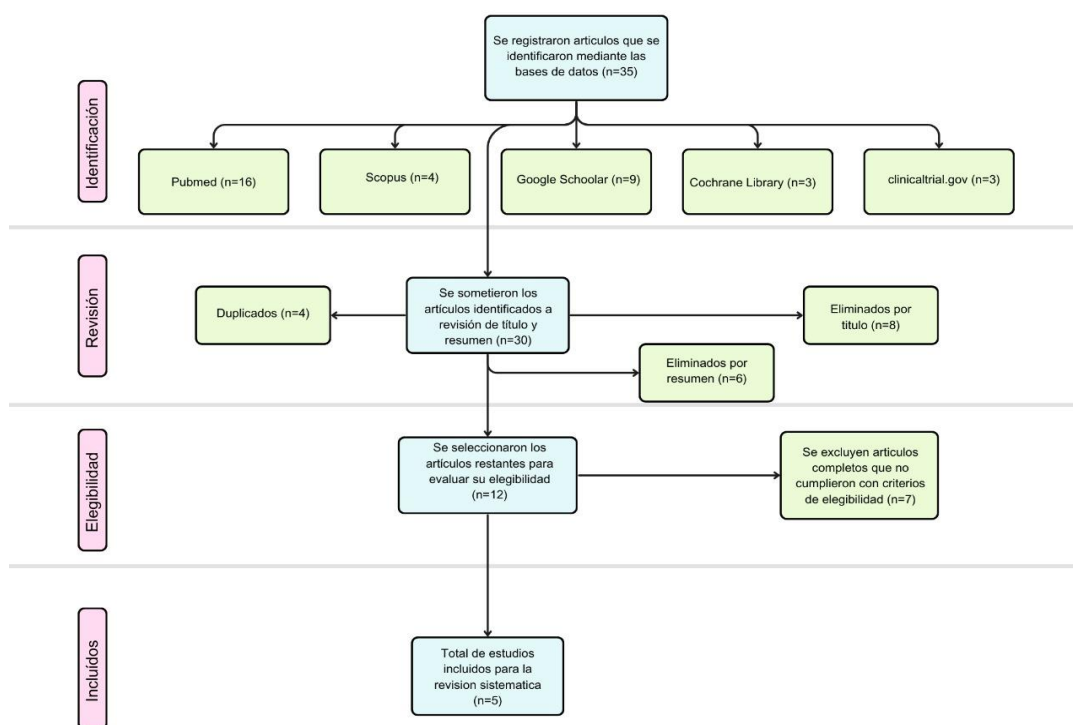 Se registraron articulos que se
identificaron mediante las
bases de datos (n=35)
Identificación
Pubmed (n=16)
Scopus (n=4)
Google Schoolar (n=9)
Cochrane Library (n=3)
clinicaltrial.gov (n=3)
Revisión
Duplicados (n=4)
Se sometieron los
artículos identificados a
revisión de título y
resumen (n=30)
Eliminados por
titulo (n=8)
Eliminados por
resumen (n=6)
Elegibilidad
Se seleccionaron los
artículos restantes para
evaluar su elegibilidad
(n=12)
Se excluyen articulos
completos que no
cumplieron con criterios
de elegibilidad (n=7)
Incluídos
Total de estudios
incluidos para la
revision sistematica
(n=5)